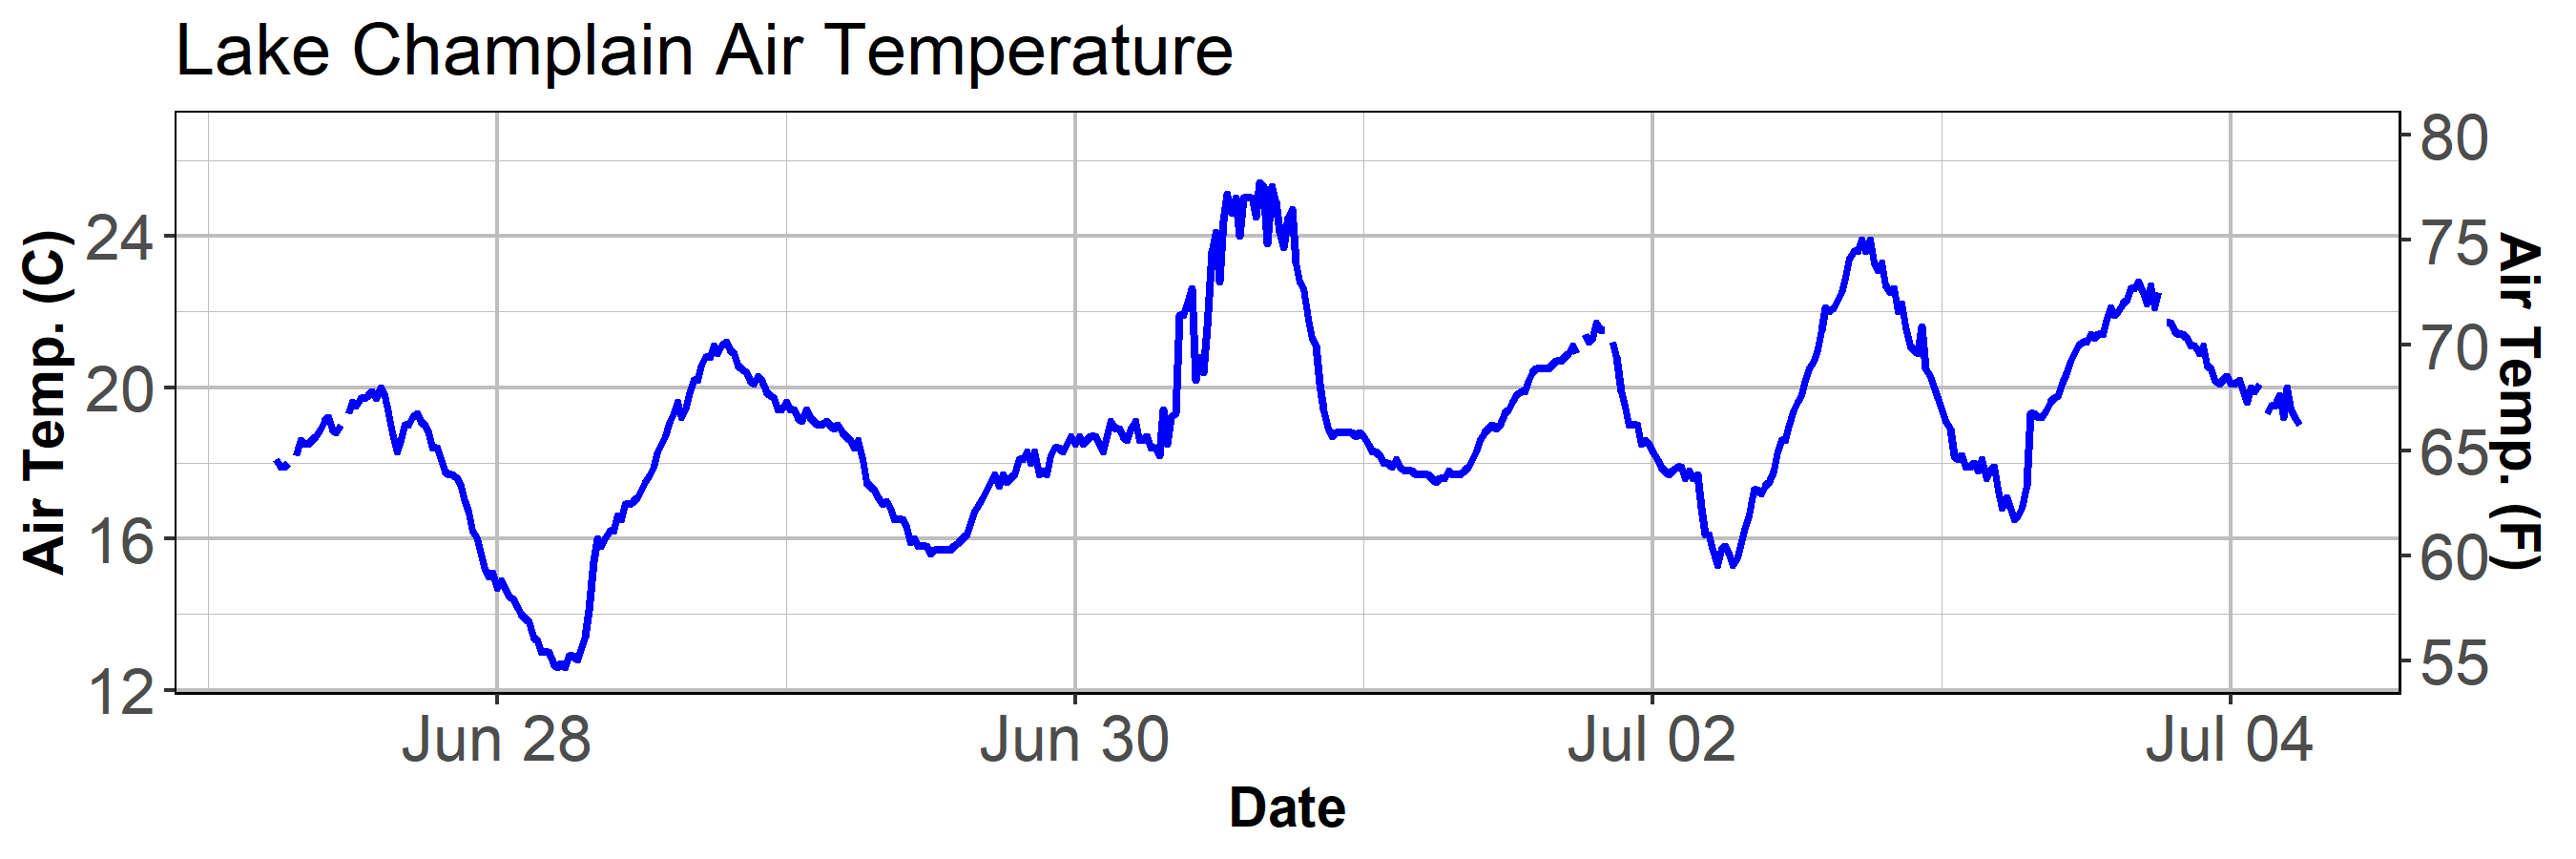 Lake Champlain Air Temperature
Air Temp. (C)
24
20
16
12
80
75
70
65
60
55
Air Temp. (F)
Jun 28
Jun 30
Jul 02
Jul 04
Date